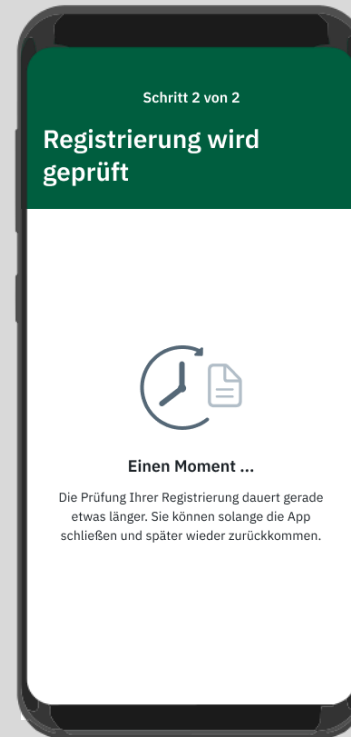 Schritt 2 von 2
Registrierung wird
geprüft
Einen Moment ...
Die Prüfung Ihrer Registrierung dauert gerade
etwas länger. Sie können solange die App
schließen und später wieder zurückkommen.